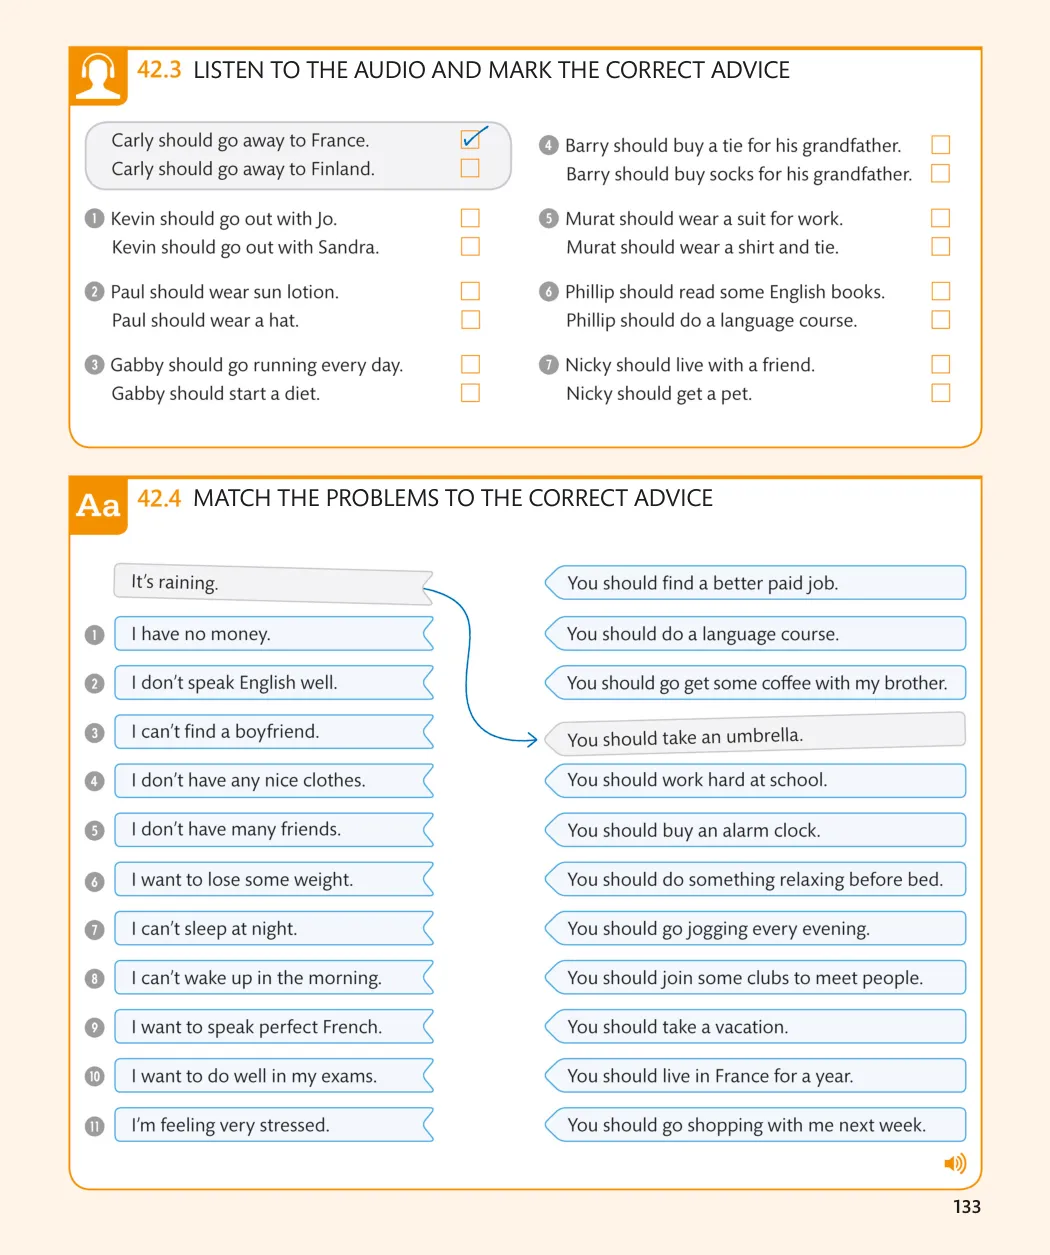 42.3 LISTEN TO THE AUDIO AND MARK THE CORRECT ADVICE
Carly should go away to France.
Carly should go away to Finland.
1 Kevin should go out with Jo.
Kevin should go out with Sandra.
2 Paul should wear sun lotion.
Paul should wear a hat.
3 Gabby should go running every day.
Gabby should start a diet.
4 Barry should buy a tie for his grandfather.
Barry should buy socks for his grandfather.
5 Murat should wear a suit for work.
Murat should wear a shirt and tie.
6 Phillip should read some English books.
Phillip should do a language course.
7 Nicky should live with a friend.
Nicky should get a pet.
Aa 42.4 MATCH THE PROBLEMS TO THE CORRECT ADVICE
It's raining.
1 I have no money.
2 I don't speak English well.
3 I can't find a boyfriend.
4 I don't have any nice clothes.
5 I don't have many friends.
6 I want to lose some weight.
7 I can't sleep at night.
8 I can't wake up in the morning.
9 I want to speak perfect French.
10 I want to do well in my exams.
11 I'm feeling very stressed.
You should find a better paid job.
You should do a language course.
You should go get some coffee with my brother.
You should take an umbrella.
You should work hard at school.
You should buy an alarm clock.
You should do something relaxing before bed.
You should go jogging every evening.
You should join some clubs to meet people.
You should take a vacation.
You should live in France for a year.
You should go shopping with me next week.
133